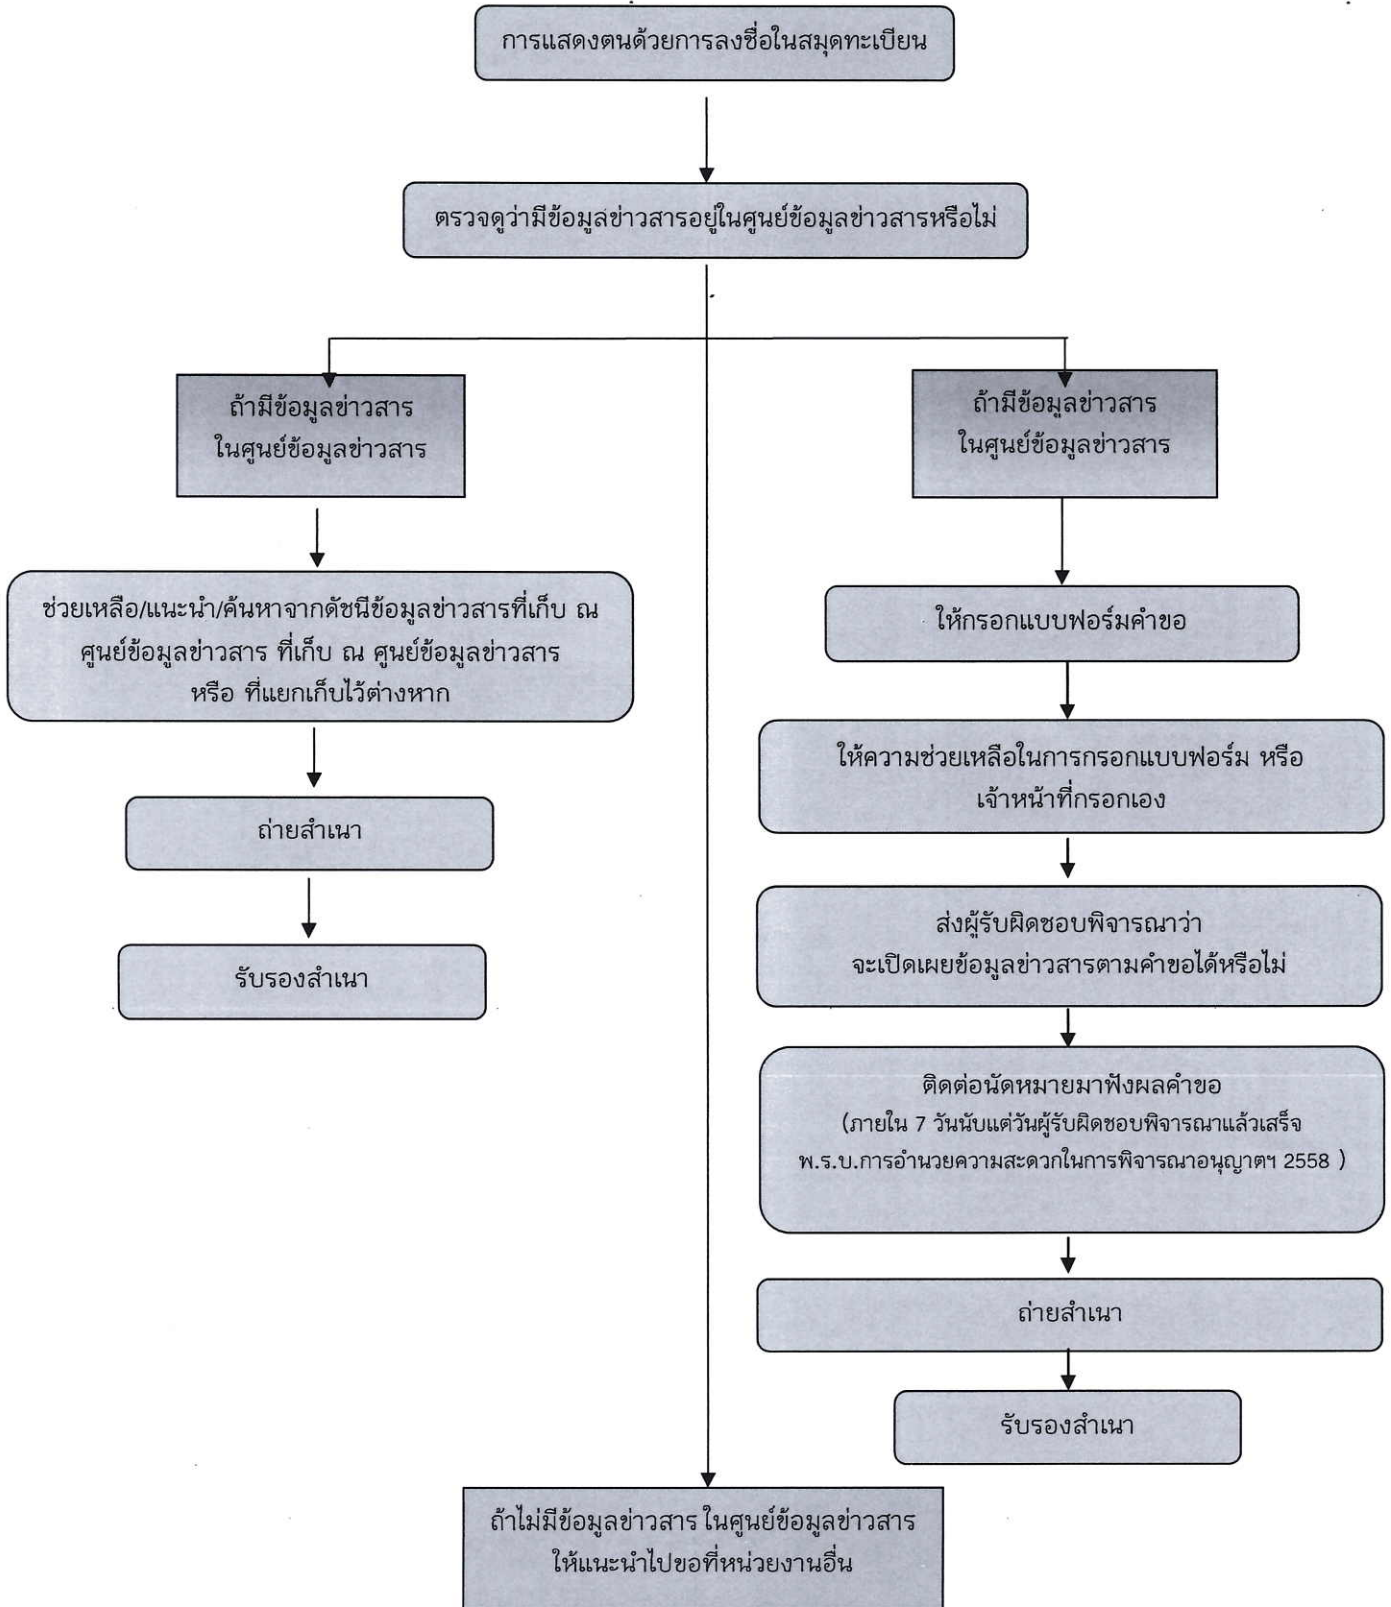 การแสดงตนด้วยการลงชื่อในสมุดทะเบียน
ตรวจดูว่ามีข้อมูลข่าวสารอยู่ในศูนย์ข้อมูลข่าวสารหรือไม่
ถ้ามีข้อมูลข่าวสาร
ในศูนย์ข้อมูลข่าวสาร
ช่วยเหลือ/แนะนำ/ค้นหาจากดัชนีข้อมูลข่าวสารที่เก็บ ณ
ศูนย์ข้อมูลข่าวสาร ที่เก็บ ณ ศูนย์ข้อมูลข่าวสาร
หรือ ที่แยกเก็บไว้ต่างหาก
ถ่ายสำเนา
รับรองสำเนา
ถ้ามีข้อมูลข่าวสาร
ในศูนย์ข้อมูลข่าวสาร
ให้กรอกแบบฟอร์มคำขอ
ให้ความช่วยเหลือในการกรอกแบบฟอร์ม หรือ
เจ้าหน้าที่กรอกเอง
ส่งผู้รับผิดชอบพิจารณาว่า
จะเปิดเผยข้อมูลข่าวสารตามคำขอได้หรือไม่
ติดต่อนัดหมายมาฟังผลคำขอ
(ภายใน 7 วันนับแต่วันผู้รับผิดชอบพิจารณาแล้วเสร็จ
พ.ร.บ.การอำนวยความสะดวกในการพิจารณาอนุญาตฯ 2558 )
ถ่ายสำเนา
รับรองสำเนา
ถ้าไม่มีข้อมูลข่าวสาร ในศูนย์ข้อมูลข่าวสาร
ให้แนะนำไปขอที่หน่วยงานอื่น